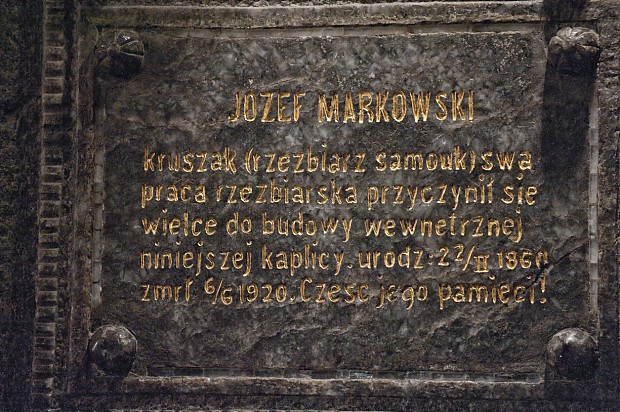 JÓZEF MARKOWSKI
kruszak (rzeźbiarz samouk) swą
pracą rzeźbiarską przyczynił się
wielce do budowy wewnętrznej
niniejszej kaplicy. urodz: 22/II 1860
zmrł 6/6 1920. Cześć jego pamięci!